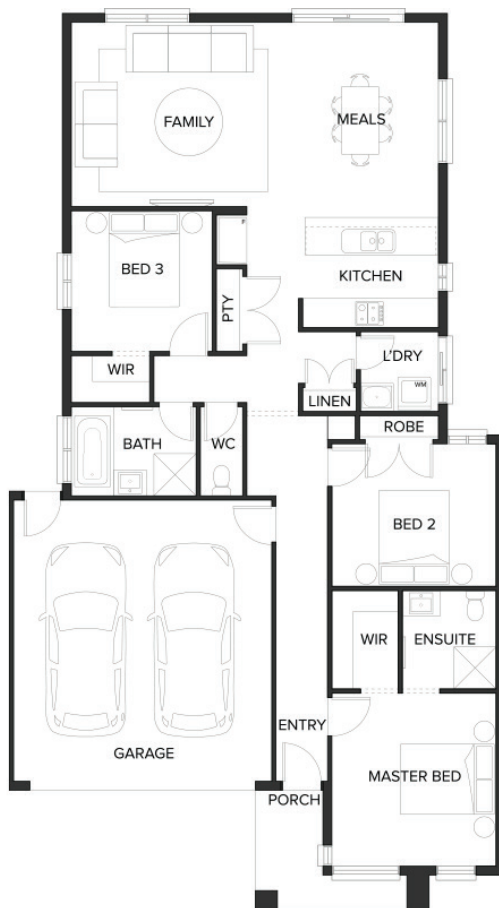 FAMILY
MEALS
BED 3
KITCHEN
PTY
WIR
L'DRY
WM
LINEN
BATH
WC
ROBE
BED 2
WIR
ENSUITE
ENTRY
GARAGE
MASTER BED
PORCH